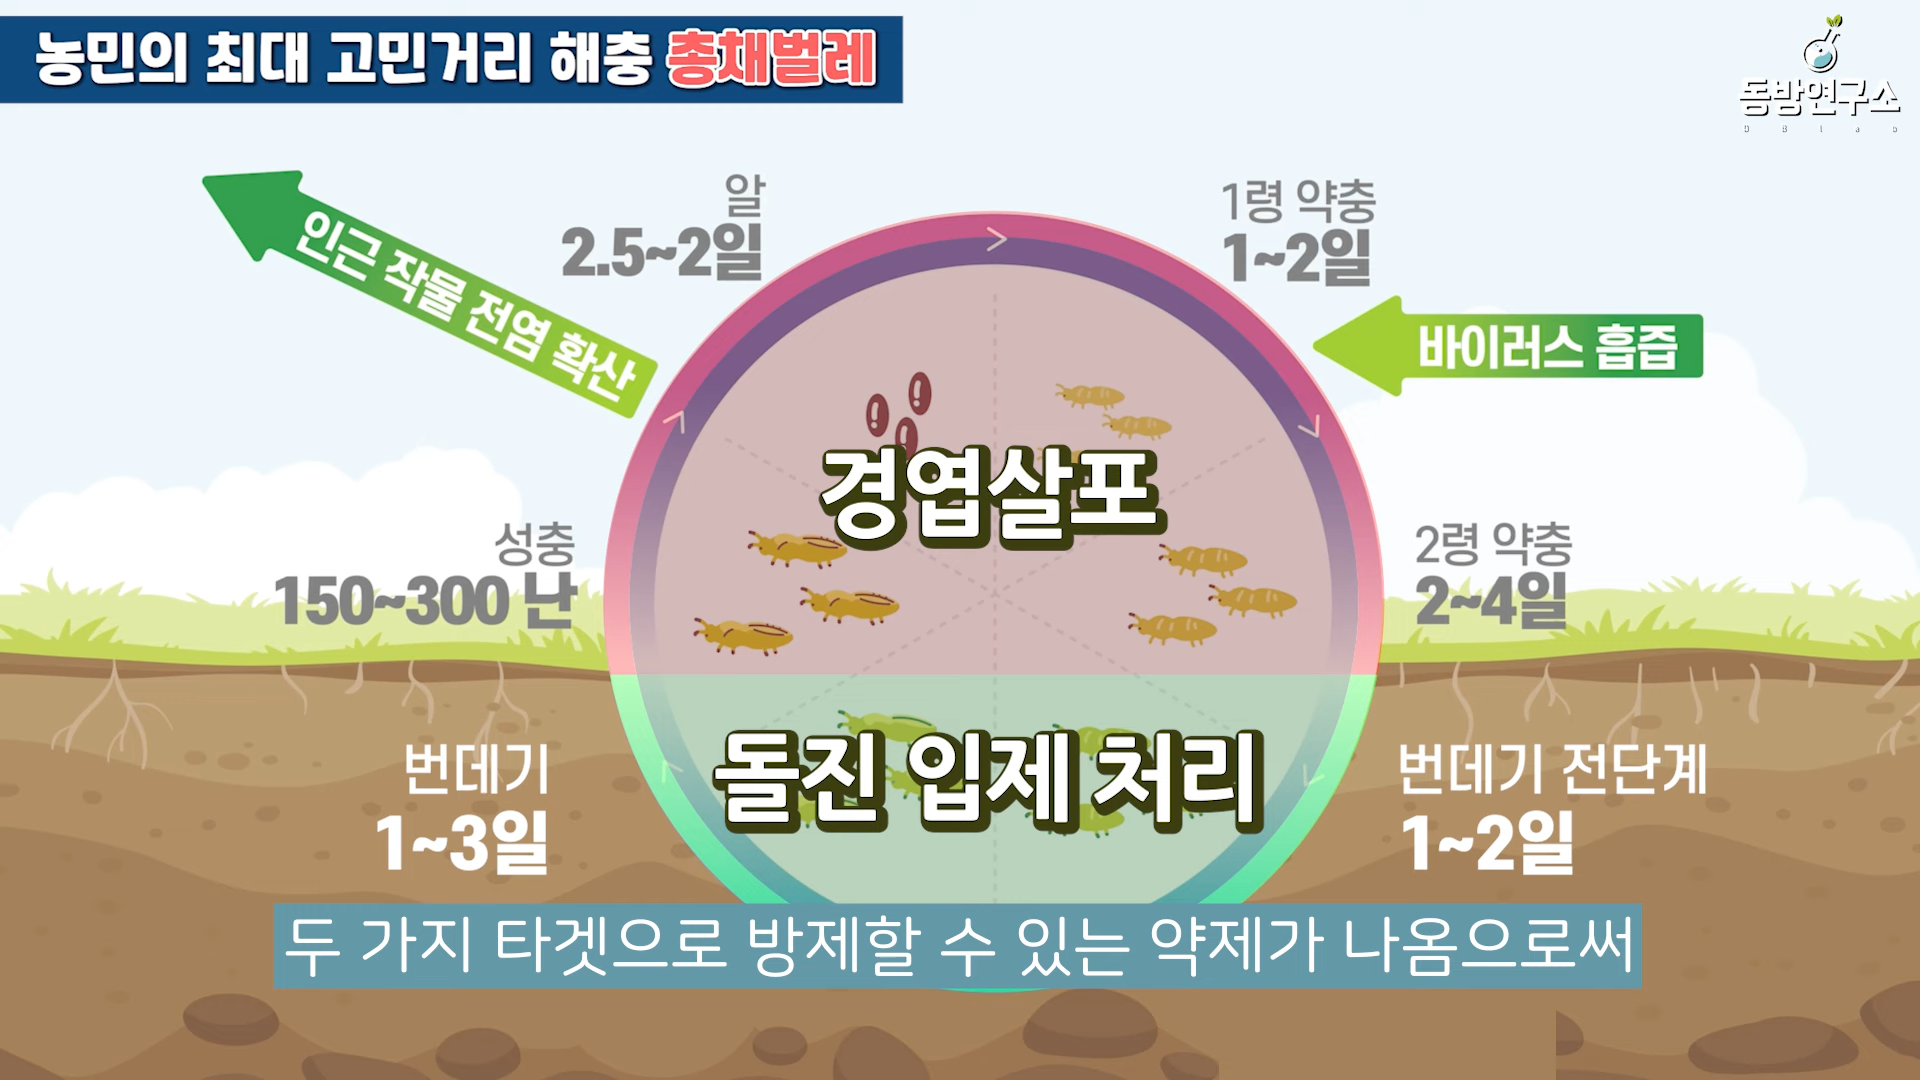 농민의 최대 고민거리 해충 총채벌레
동방연구소
DBlab
알
2.5~2일
1령 약충
1~2일
인근 작물 전염 확산
바이러스 흡즙
경엽살포
성충
150~300 난
2령 약충
2~4일
돌진 입제 처리
번데기
1~3일
번데기 전단계
1~2일
두 가지 타겟으로 방제할 수 있는 약제가 나옴으로써